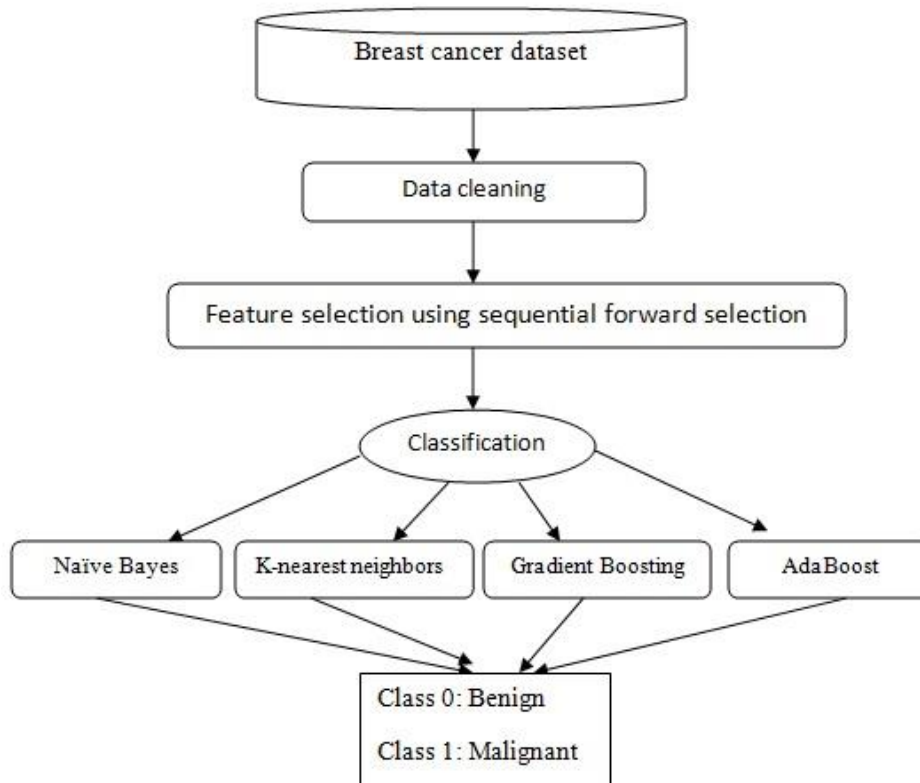 Breast cancer dataset
Data cleaning
Feature selection using sequential forward selection
Classification
Naïve Bayes
K-nearest neighbors
Gradient Boosting
AdaBoost
Class 0: Benign
Class 1: Malignant